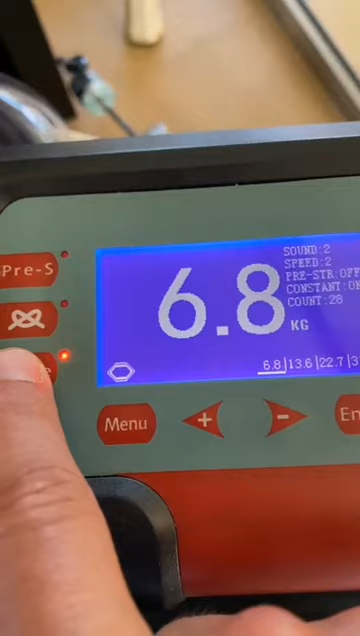 Pre-S
SOUND:2
SPEED:2
PRE-STR:OFF
CONSTANT:ON
COUNT:28
6.8 KG
6.8|13.6|22.7|3
Menu
+
-
En